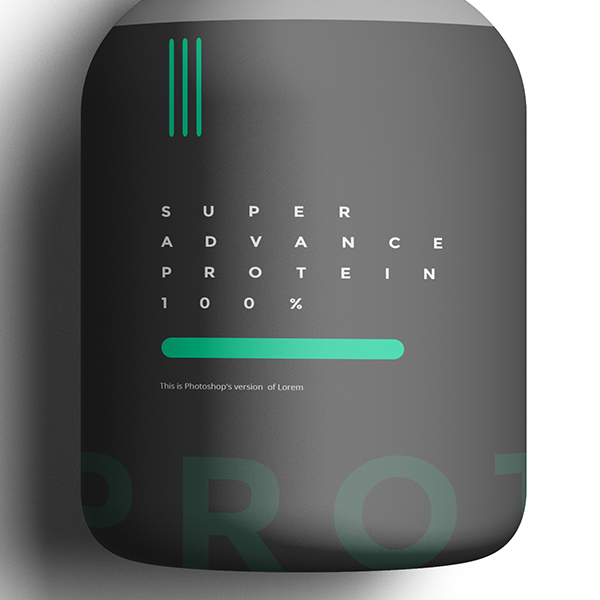 SUPER
ADVANCE
PROTEIN
100%
This is Photoshop's version of Lorem
PROT